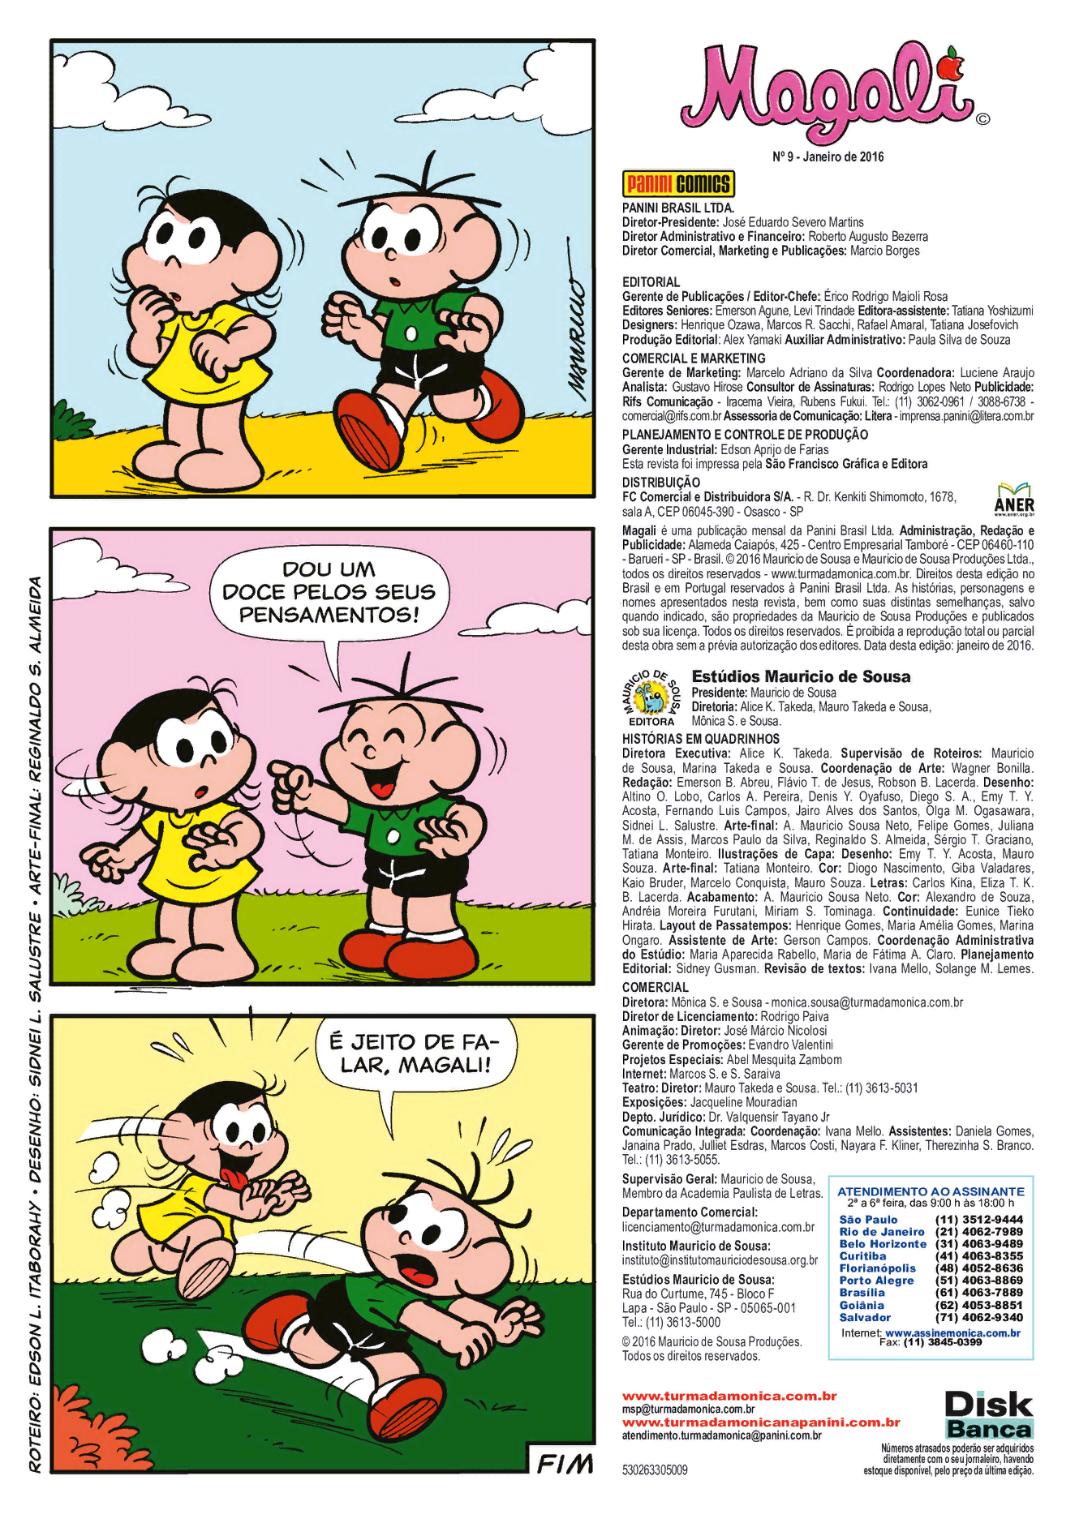 MAURICIO
DOU UM
DOCE PELOS SEUS
PENSAMENTOS!
É JEITO DE FA-
LAR, MAGALI!
FIM
ROTEIRO: EDSON L. ITABORAHY • DESENHO: SIDNEI L. SALUSTRE • ARTE-FINAL: REGINALDO S. ALMEIDA
Magali ©
Nº 9 - Janeiro de 2016
PANINI COMICS
PANINI BRASIL LTDA.
Diretor-Presidente: José Eduardo Severo Martins
Diretor Administrativo e Financeiro: Roberto Augusto Bezerra
Diretor Comercial, Marketing e Publicações: Marcio Borges
EDITORIAL
Gerente de Publicações / Editor-Chefe: Érico Rodrigo Maioli Rosa
Editores Seniores: Emerson Agune, Levi Trindade Editora-assistente: Tatiana Yoshizumi
Designers: Henrique Ozawa, Marcos R. Sacchi, Rafael Amaral, Tatiana Josefovich
Produção Editorial: Alex Yamaki Auxiliar Administrativo: Paula Silva de Souza
COMERCIAL E MARKETING
Gerente de Marketing: Marcelo Adriano da Silva Coordenadora: Luciene Araujo
Analista: Gustavo Hirose Consultor de Assinaturas: Rodrigo Lopes Neto Publicidade:
Rifs Comunicação - Iracema Vieira, Rubens Fukui. Tel.: (11) 3062-0961 / 3088-6738 -
comercial@rifs.com.br Assessoria de Comunicação: Litera - imprensa.panini@litera.com.br
PLANEJAMENTO E CONTROLE DE PRODUÇÃO
Gerente Industrial: Edson Aprijo de Farias
Esta revista foi impressa pela São Francisco Gráfica e Editora
DISTRIBUIÇÃO
FC Comercial e Distribuidora S/A. - R. Dr. Kenkiti Shimomoto, 1678,
sala A, CEP 06045-390 - Osasco - SP
ANER
www.aner.org.br
Magali é uma publicação mensal da Panini Brasil Ltda. Administração, Redação e
Publicidade: Alameda Caiapós, 425 - Centro Empresarial Tamboré - CEP 06460-110
- Barueri - SP - Brasil. © 2016 Mauricio de Sousa e Mauricio de Sousa Produções Ltda.,
todos os direitos reservados - www.turmadamonica.com.br. Direitos desta edição no
Brasil e em Portugal reservados à Panini Brasil Ltda. As histórias, personagens e
nomes apresentados nesta revista, bem como suas distintas semelhanças, salvo
quando indicado, são propriedades da Mauricio de Sousa Produções e publicados
sob sua licença. Todos os direitos reservados. É proibida a reprodução total ou parcial
desta obra sem a prévia autorização dos editores. Data desta edição: janeiro de 2016.
MAURICIO DE SOUSA
EDITORA
Estúdios Mauricio de Sousa
Presidente: Mauricio de Sousa
Diretoria: Alice K. Takeda, Mauro Takeda e Sousa,
Mônica S. e Sousa.
HISTÓRIAS EM QUADRINHOS
Diretora Executiva: Alice K. Takeda. Supervisão de Roteiros: Mauricio
de Sousa, Marina Takeda e Sousa. Coordenação de Arte: Wagner Bonilla.
Redação: Emerson B. Abreu, Flávio T. de Jesus, Robson B. Lacerda. Desenho:
Altino O. Lobo, Carlos A. Pereira, Denis Y. Oyafuso, Diego S. A., Emy T. Y.
Acosta, Fernando Luis Campos, Jairo Alves dos Santos, Olga M. Ogasawara,
Sidnei L. Salustre. Arte-final: A. Mauricio Sousa Neto, Felipe Gomes, Juliana
M. de Assis, Marcos Paulo da Silva, Reginaldo S. Almeida, Sérgio T. Graciano,
Tatiana Monteiro. Ilustrações de Capa: Desenho: Emy T. Y. Acosta, Mauro
Souza. Arte-final: Tatiana Monteiro. Cor: Diogo Nascimento, Giba Valadares,
Kaio Bruder, Marcelo Conquista, Mauro Souza. Letras: Carlos Kina, Eliza T. K.
B. Lacerda. Acabamento: A. Mauricio Sousa Neto. Cor: Alexandre de Souza,
Andréia Moreira Furutani, Miriam S. Tominaga. Continuidade: Eunice Tieko
Hirata. Layout de Passatempos: Henrique Gomes, Maria Amélia Gomes, Marina
Ongaro. Assistente de Arte: Gerson Campos. Coordenação Administrativa
do Estúdio: Maria Aparecida Rabello, Maria de Fátima A. Claro. Planejamento
Editorial: Sidney Gusman. Revisão de textos: Ivana Mello, Solange M. Lemes.
COMERCIAL
Diretora: Mônica S. e Sousa - monica.sousa@turmadamonica.com.br
Diretor de Licenciamento: Rodrigo Paiva
Animação: Diretor: José Márcio Nicolosi
Gerente de Promoções: Evandro Valentini
Projetos Especiais: Abel Mesquita Zambom
Internet: Marcos S. e S. Saraiva
Teatro: Diretor: Mauro Takeda e Sousa. Tel.: (11) 3613-5031
Exposições: Jacqueline Mouradian
Depto. Jurídico: Dr. Valquensir Tayano Jr
Comunicação Integrada: Coordenação: Ivana Mello. Assistentes: Daniela Gomes,
Janaina Prado, Julliet Esdras, Marcos Costi, Nayara F. Kliner, Therezinha S. Branco.
Tel.: (11) 3613-5055.
Supervisão Geral: Mauricio de Sousa,
Membro da Academia Paulista de Letras.
Departamento Comercial:
licenciamento@turmadamonica.com.br
Instituto Mauricio de Sousa:
instituto@institutomauriciodesousa.org.br
Estúdios Mauricio de Sousa:
Rua do Curtume, 745 - Bloco F
Lapa - São Paulo - SP - 05065-001
Tel.: (11) 3613-5000
© 2016 Mauricio de Sousa Produções.
Todos os direitos reservados.
ATENDIMENTO AO ASSINANTE
2ª a 6ª feira, das 9:00 h às 18:00 h
São Paulo (11) 3512-9444
Rio de Janeiro (21) 4062-7989
Belo Horizonte (31) 4063-9489
Curitiba (41) 4063-8355
Florianópolis (48) 4052-8636
Porto Alegre (51) 4063-8869
Brasília (61) 4063-7889
Goiânia (62) 4053-8851
Salvador (71) 4062-9340
Internet: www.assinemonica.com.br
Fax: (11) 3845-0399
www.turmadamonica.com.br
msp@turmadamonica.com.br
www.turmadamonicanapanini.com.br
atendimento.turmadamonica@panini.com.br
530263305009
Disk
Banca
Números atrasados poderão ser adquiridos
diretamente com o seu jornaleiro, havendo
estoque disponível, pelo preço da última edição.